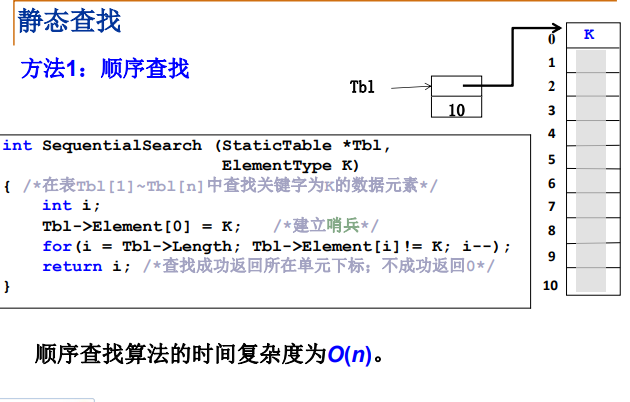 静态查找
方法1：顺序查找
Tbl
10
0
K
1
2
3
4
5
6
7
8
9
10
int SequentialSearch (StaticTable *Tbl,
ElementType K)
{ /*在表Tbl[1]~Tbl[n]中查找关键字为K的数据元素*/
int i;
Tbl->Element[0] = K; /*建立哨兵*/
for(i = Tbl->Length; Tbl->Element[i]!= K; i--);
return i; /*查找成功返回所在单元下标；不成功返回0*/
}
顺序查找算法的时间复杂度为O(n)。